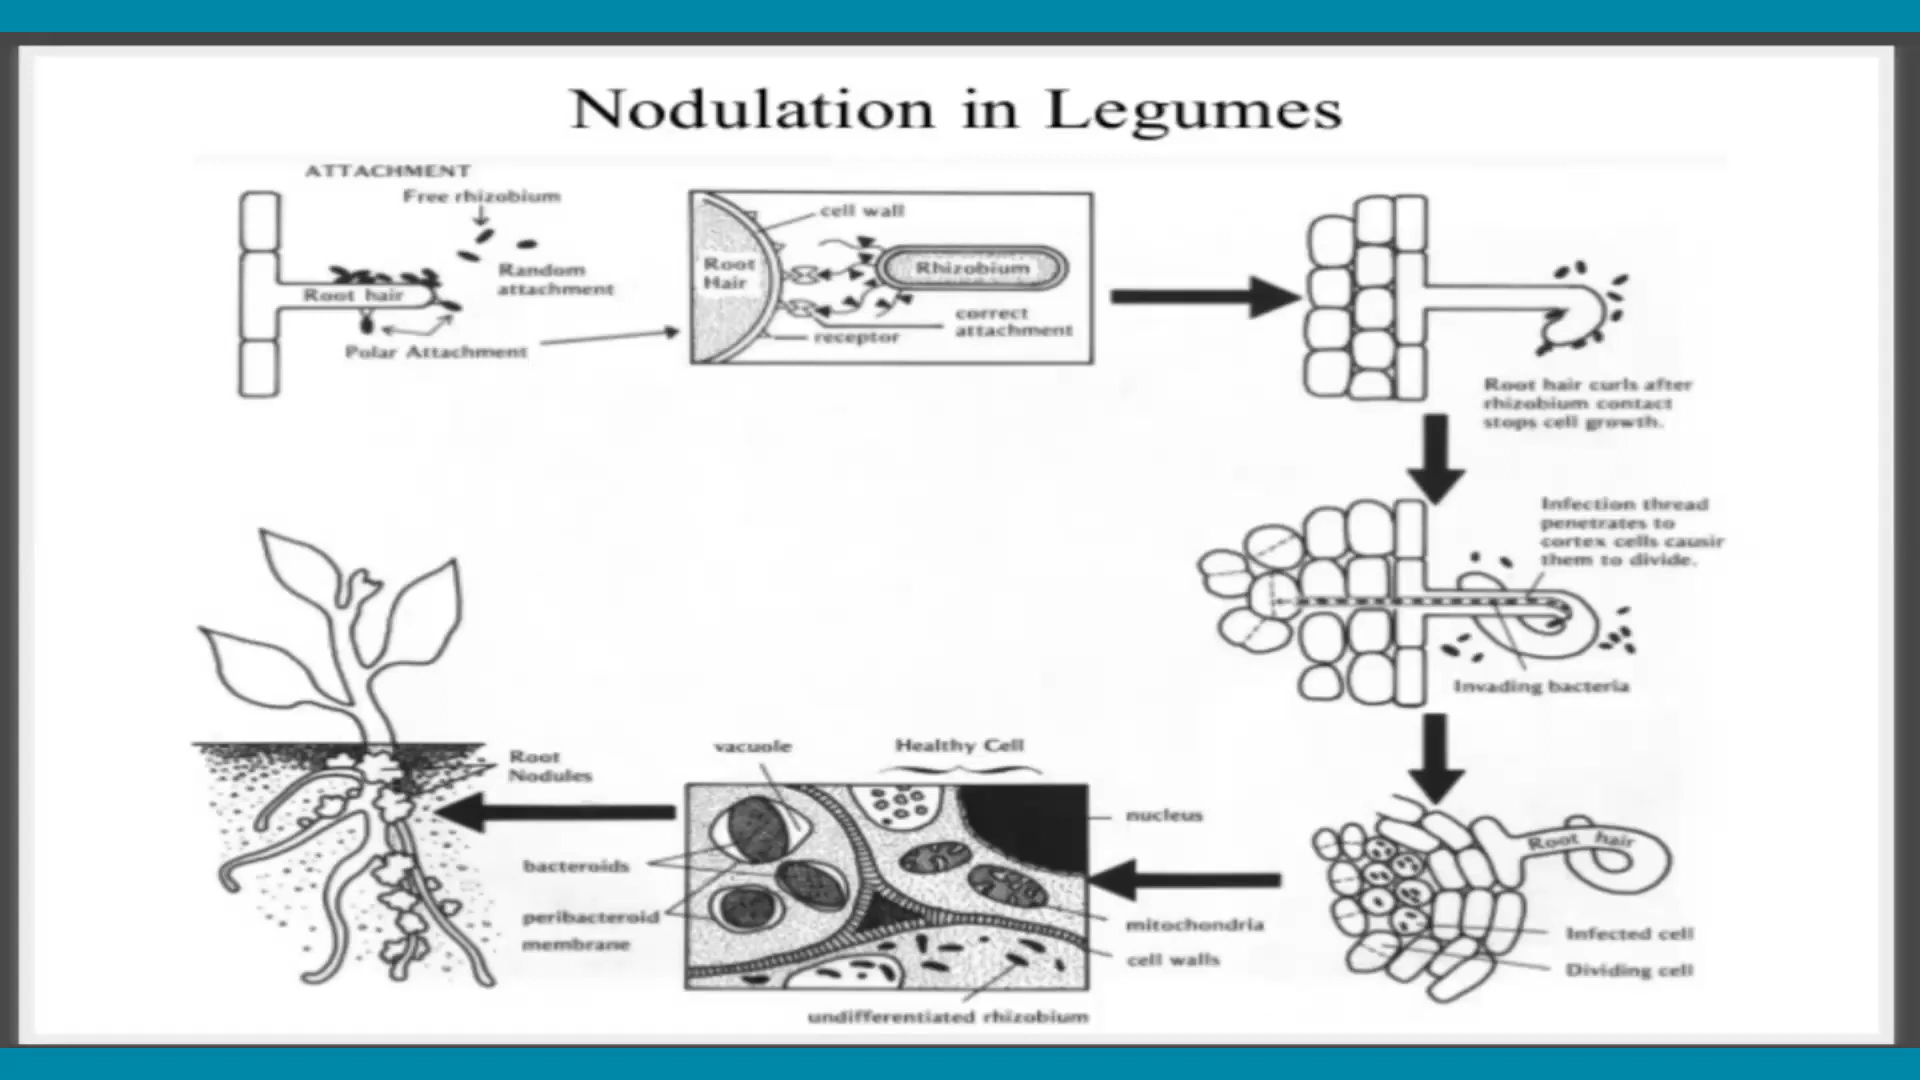 Nodulation in Legumes
ATTACHMENT
Free rhizobium
Random
attachment
Root hair
Polar Attachment
cell wall
Root
Hair
Rhizobium
correct
attachment
receptor
Root hair curls after
rhizobium contact
stops cell growth.
Infection thread
penetrates to
cortex cells causir
them to divide.
Invading bacteria
Root hair
Infected cell
Dividing cell
vacuole
Healthy Cell
nucleus
bacteroids
peribacteroid
membrane
mitochondria
cell walls
undifferentiated rhizobium
Root
Nodules